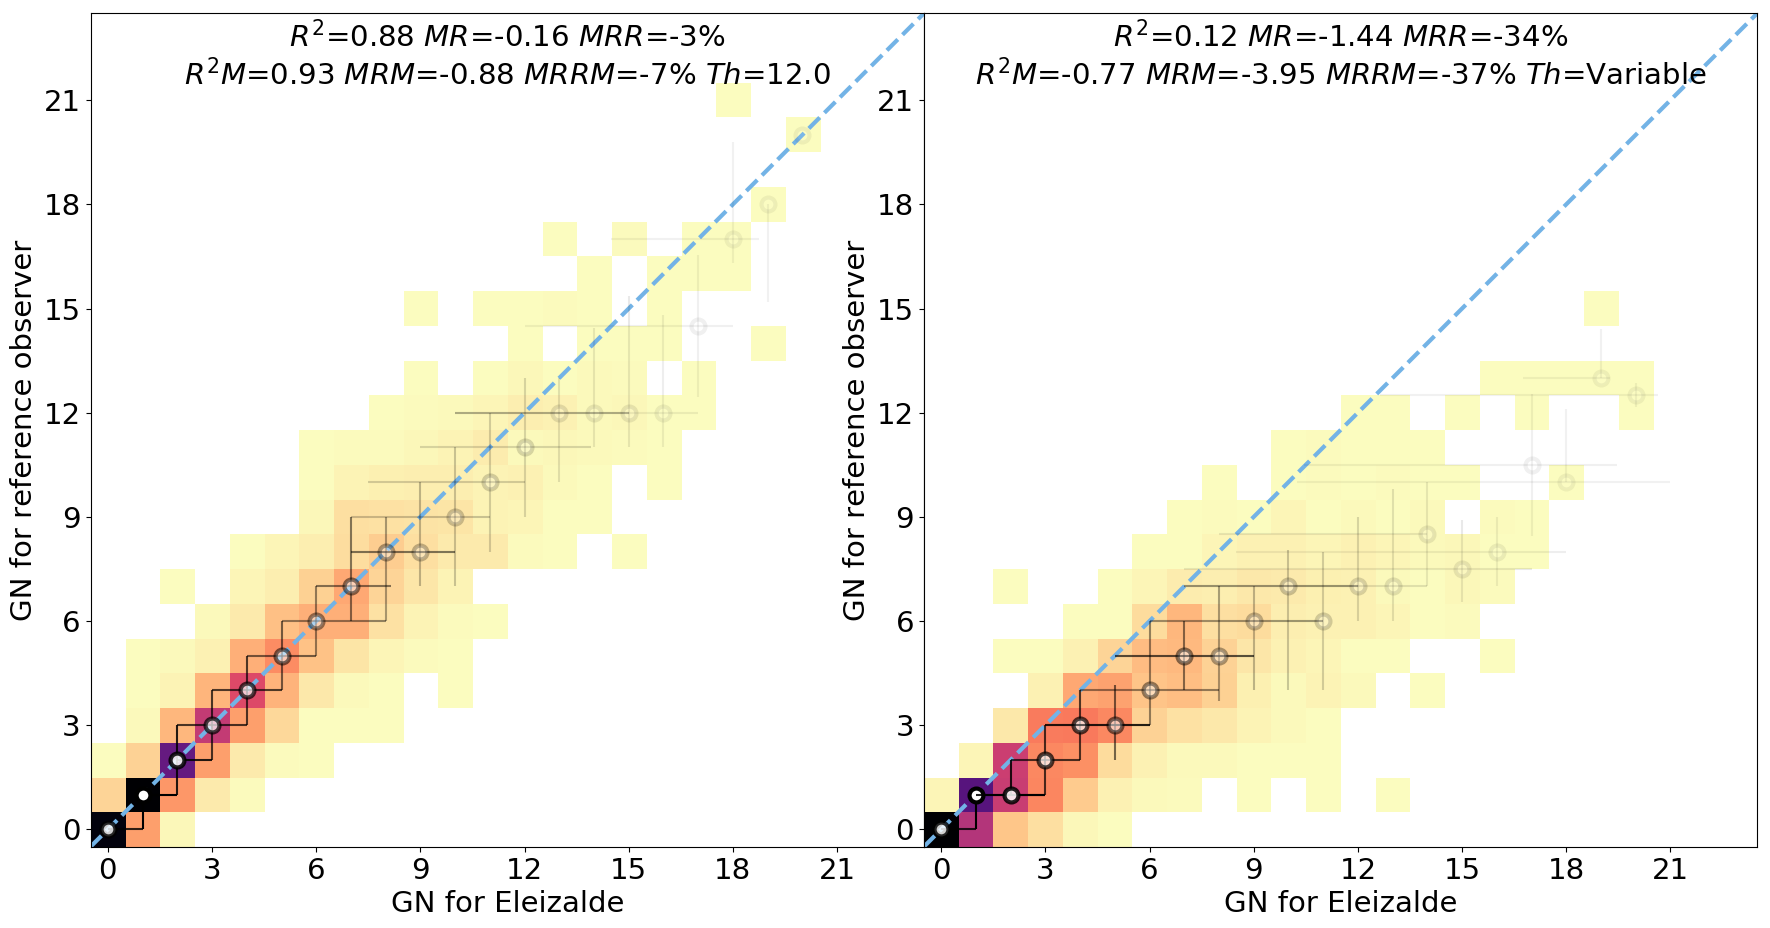 R²=0.88 MR=-0.16 MRR=-3%
R²M=0.93 MRM=-0.88 MRRM=-7% Th=12.0
21
18
15
12
9
6
3
0
GN for reference observer
0 3 6 9 12 15 18 21
GN for Eleizalde
R²=0.12 MR=-1.44 MRR=-34%
R²M=-0.77 MRM=-3.95 MRRM=-37% Th=Variable
21
18
15
12
9
6
3
0
GN for reference observer
0 3 6 9 12 15 18 21
GN for Eleizalde